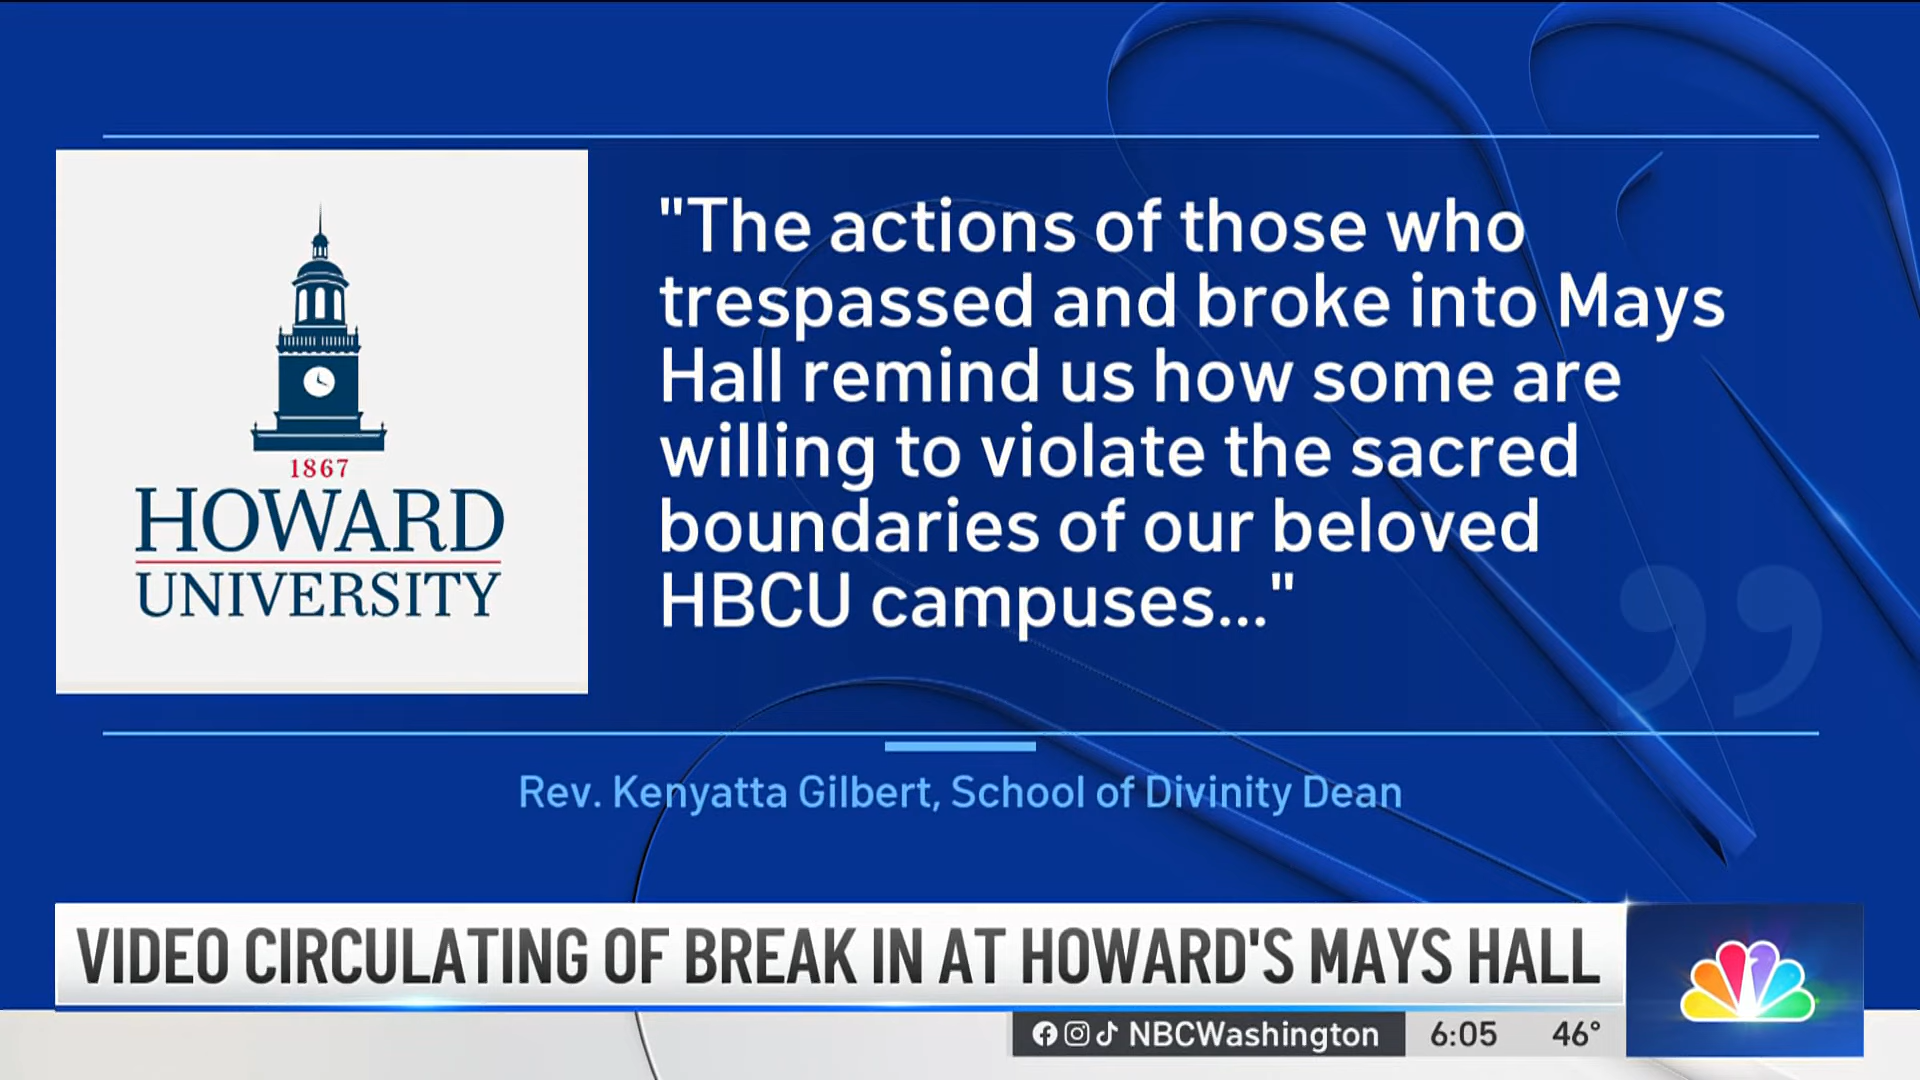 1867
HOWARD
UNIVERSITY
"The actions of those who
trespassed and broke into Mays
Hall remind us how some are
willing to violate the sacred
boundaries of our beloved
HBCU campuses..."
Rev. Kenyatta Gilbert, School of Divinity Dean
VIDEO CIRCULATING OF BREAK IN AT HOWARD'S MAYS HALL
NBCWashington 6:05 46°